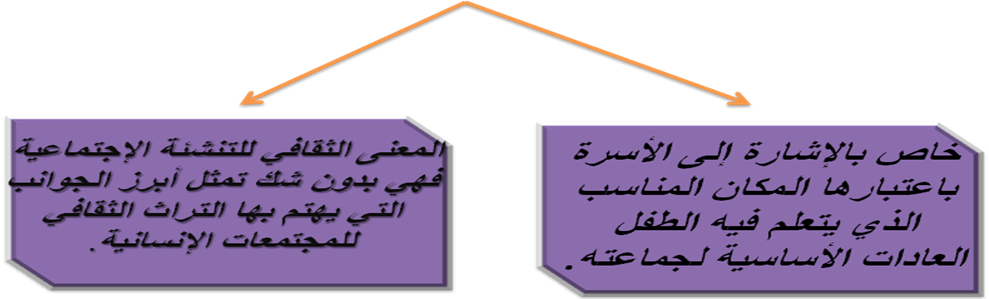 خاص بالإشارة إلى الأسرة
باعتبارها المكان المناسب
الذي يتعلم فيه الطفل
العادات الأساسية لجماعته.
المعنى الثقافي للتنشئة الإجتماعية
فهي بدون شك تمثل أبرز الجوانب
التي يهتم بها التراث الثقافي
للمجتمعات الإنسانية.